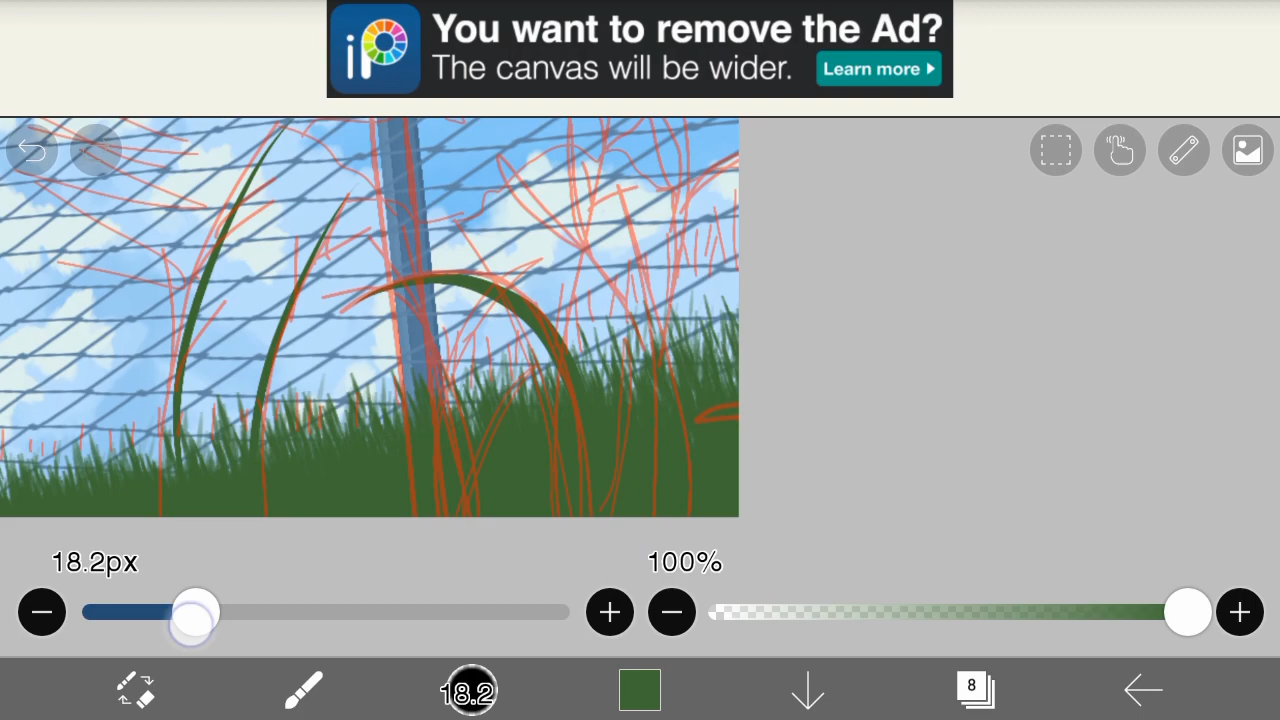 iP
You want to remove the Ad?
The canvas will be wider.
Learn more
18.2px
100%
18.2
8